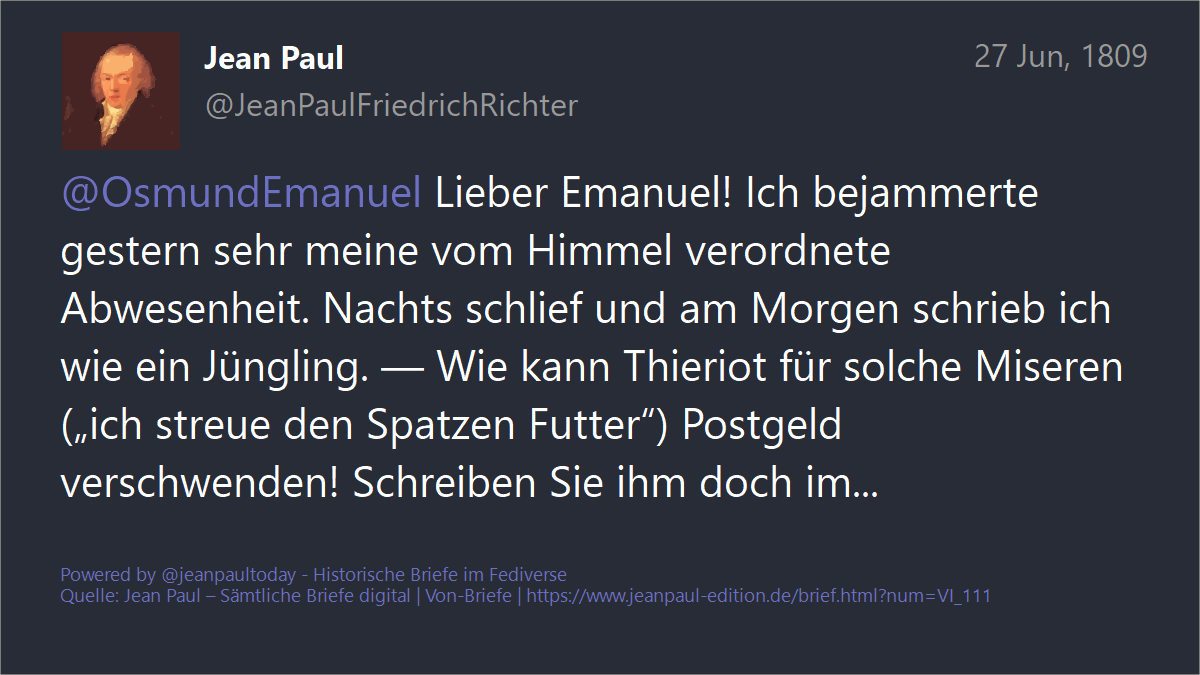 Jean Paul
27 Jun, 1809
@JeanPaulFriedrichRichter
@OsmundEmanuel Lieber Emanuel! Ich bejammerte
gestern sehr meine vom Himmel verordnete
Abwesenheit. Nachts schlief und am Morgen schrieb ich
wie ein Jüngling. — Wie kann Thieriot für solche Miseren
(„ich streue den Spatzen Futter“) Postgeld
verschwenden! Schreiben Sie ihm doch im...
Powered by @jeanpaultoday - Historische Briefe im Fediverse
Quelle: Jean Paul – Sämtliche Briefe digital | Von-Briefe | https://www.jeanpaul-edition.de/brief.html?num=VI_111